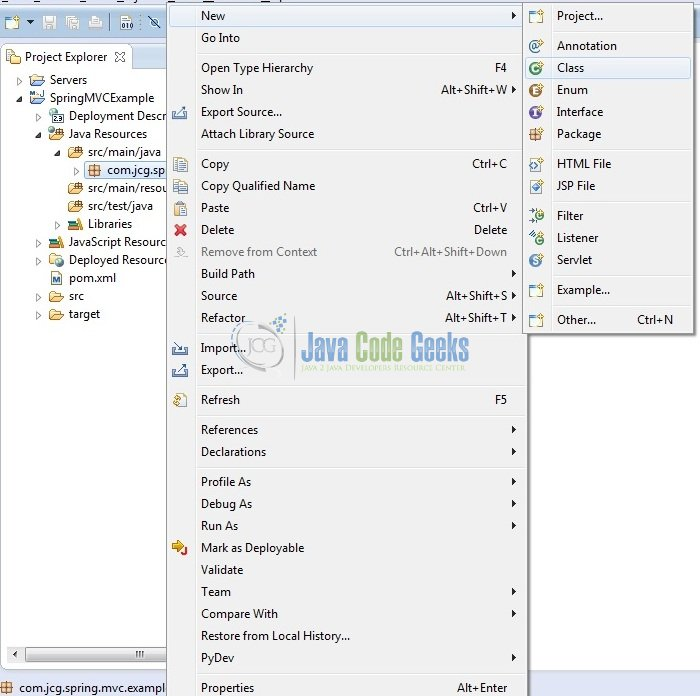 Project Explorer
Servers
SpringMVCExample
Deployment Descr
Java Resources
src/main/java
com.jcg.sp
src/main/resou
src/test/java
Libraries
JavaScript Resourc
Deployed Resourc
pom.xml
src
target
New
Go Into
Open Type Hierarchy F4
Show In Alt+Shift+W
Export Source...
Attach Library Source
Copy Ctrl+C
Copy Qualified Name
Paste Ctrl+V
Delete Delete
Remove from Context Ctrl+Alt+Shift+Down
Build Path
Source Alt+Shift+S
Refactor Alt+Shift+T
Import...
Export...
Refresh F5
References
Declarations
Profile As
Debug As
Run As
Mark as Deployable
Validate
Team
Compare With
Restore from Local History...
PyDev
Properties Alt+Enter
Project...
Annotation
Class
Enum
Interface
Package
HTML File
JSP File
Filter
Listener
Servlet
Example...
Other... Ctrl+N
JCG
Java Code Geeks
Java 2 Java Developers Resource Center
com.jcg.spring.mvc.exampl